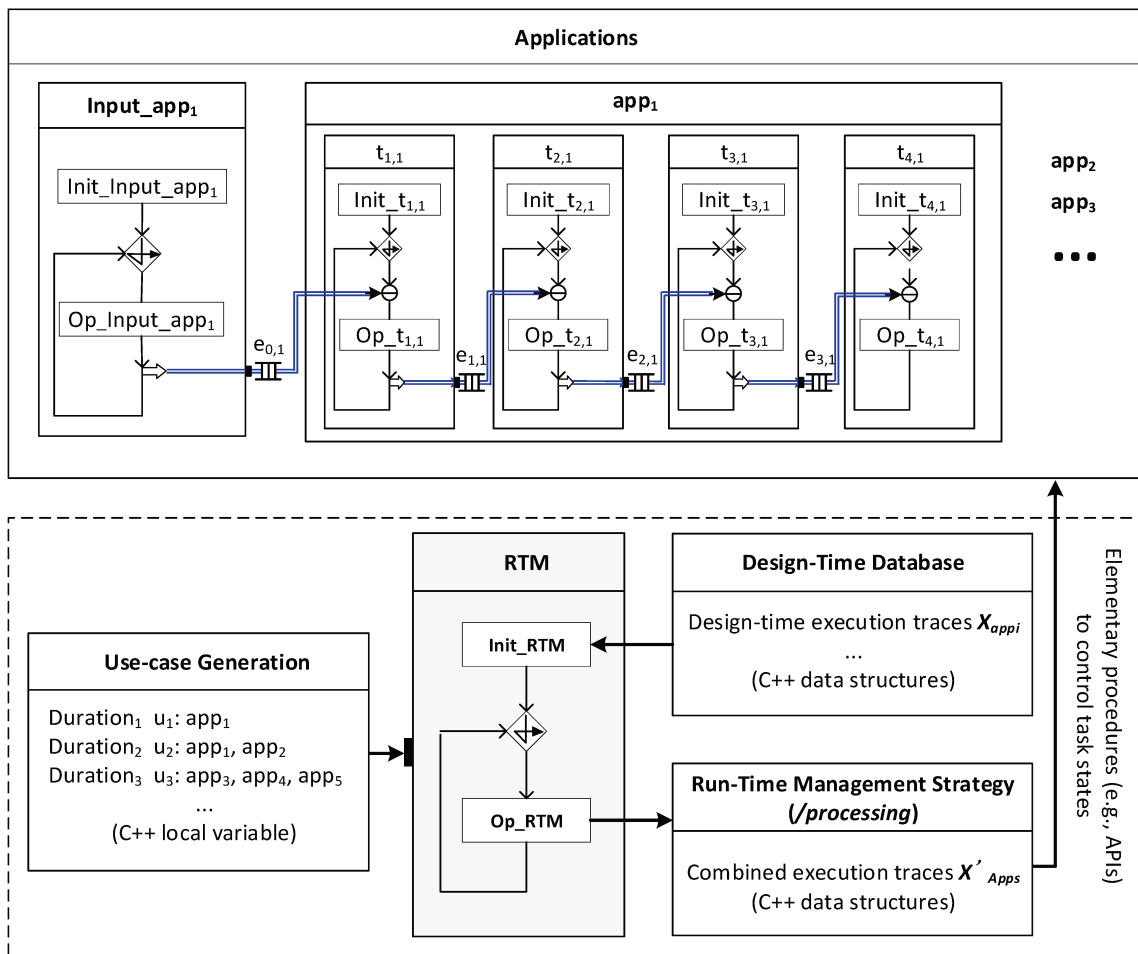 Applications
Input_app₁
Init_Input_app₁
Op_Input_app₁
e₀,₁
app₁
t₁,₁
Init_t₁,₁
Op_t₁,₁
e₁,₁
t₂,₁
Init_t₂,₁
Op_t₂,₁
e₂,₁
t₃,₁
Init_t₃,₁
Op_t₃,₁
e₃,₁
t₄,₁
Init_t₄,₁
Op_t₄,₁
app₂
app₃
...
Use-case Generation
Duration₁ u₁: app₁
Duration₂ u₂: app₁, app₂
Duration₃ u₃: app₃, app₄, app₅
...
(C++ local variable)
RTM
Init_RTM
Op_RTM
Design-Time Database
Design-time execution traces X_appi
...
(C++ data structures)
Run-Time Management Strategy
(/processing)
Combined execution traces X′_Apps
(C++ data structures)
Elementary procedures (e.g., APIs)
to control task states